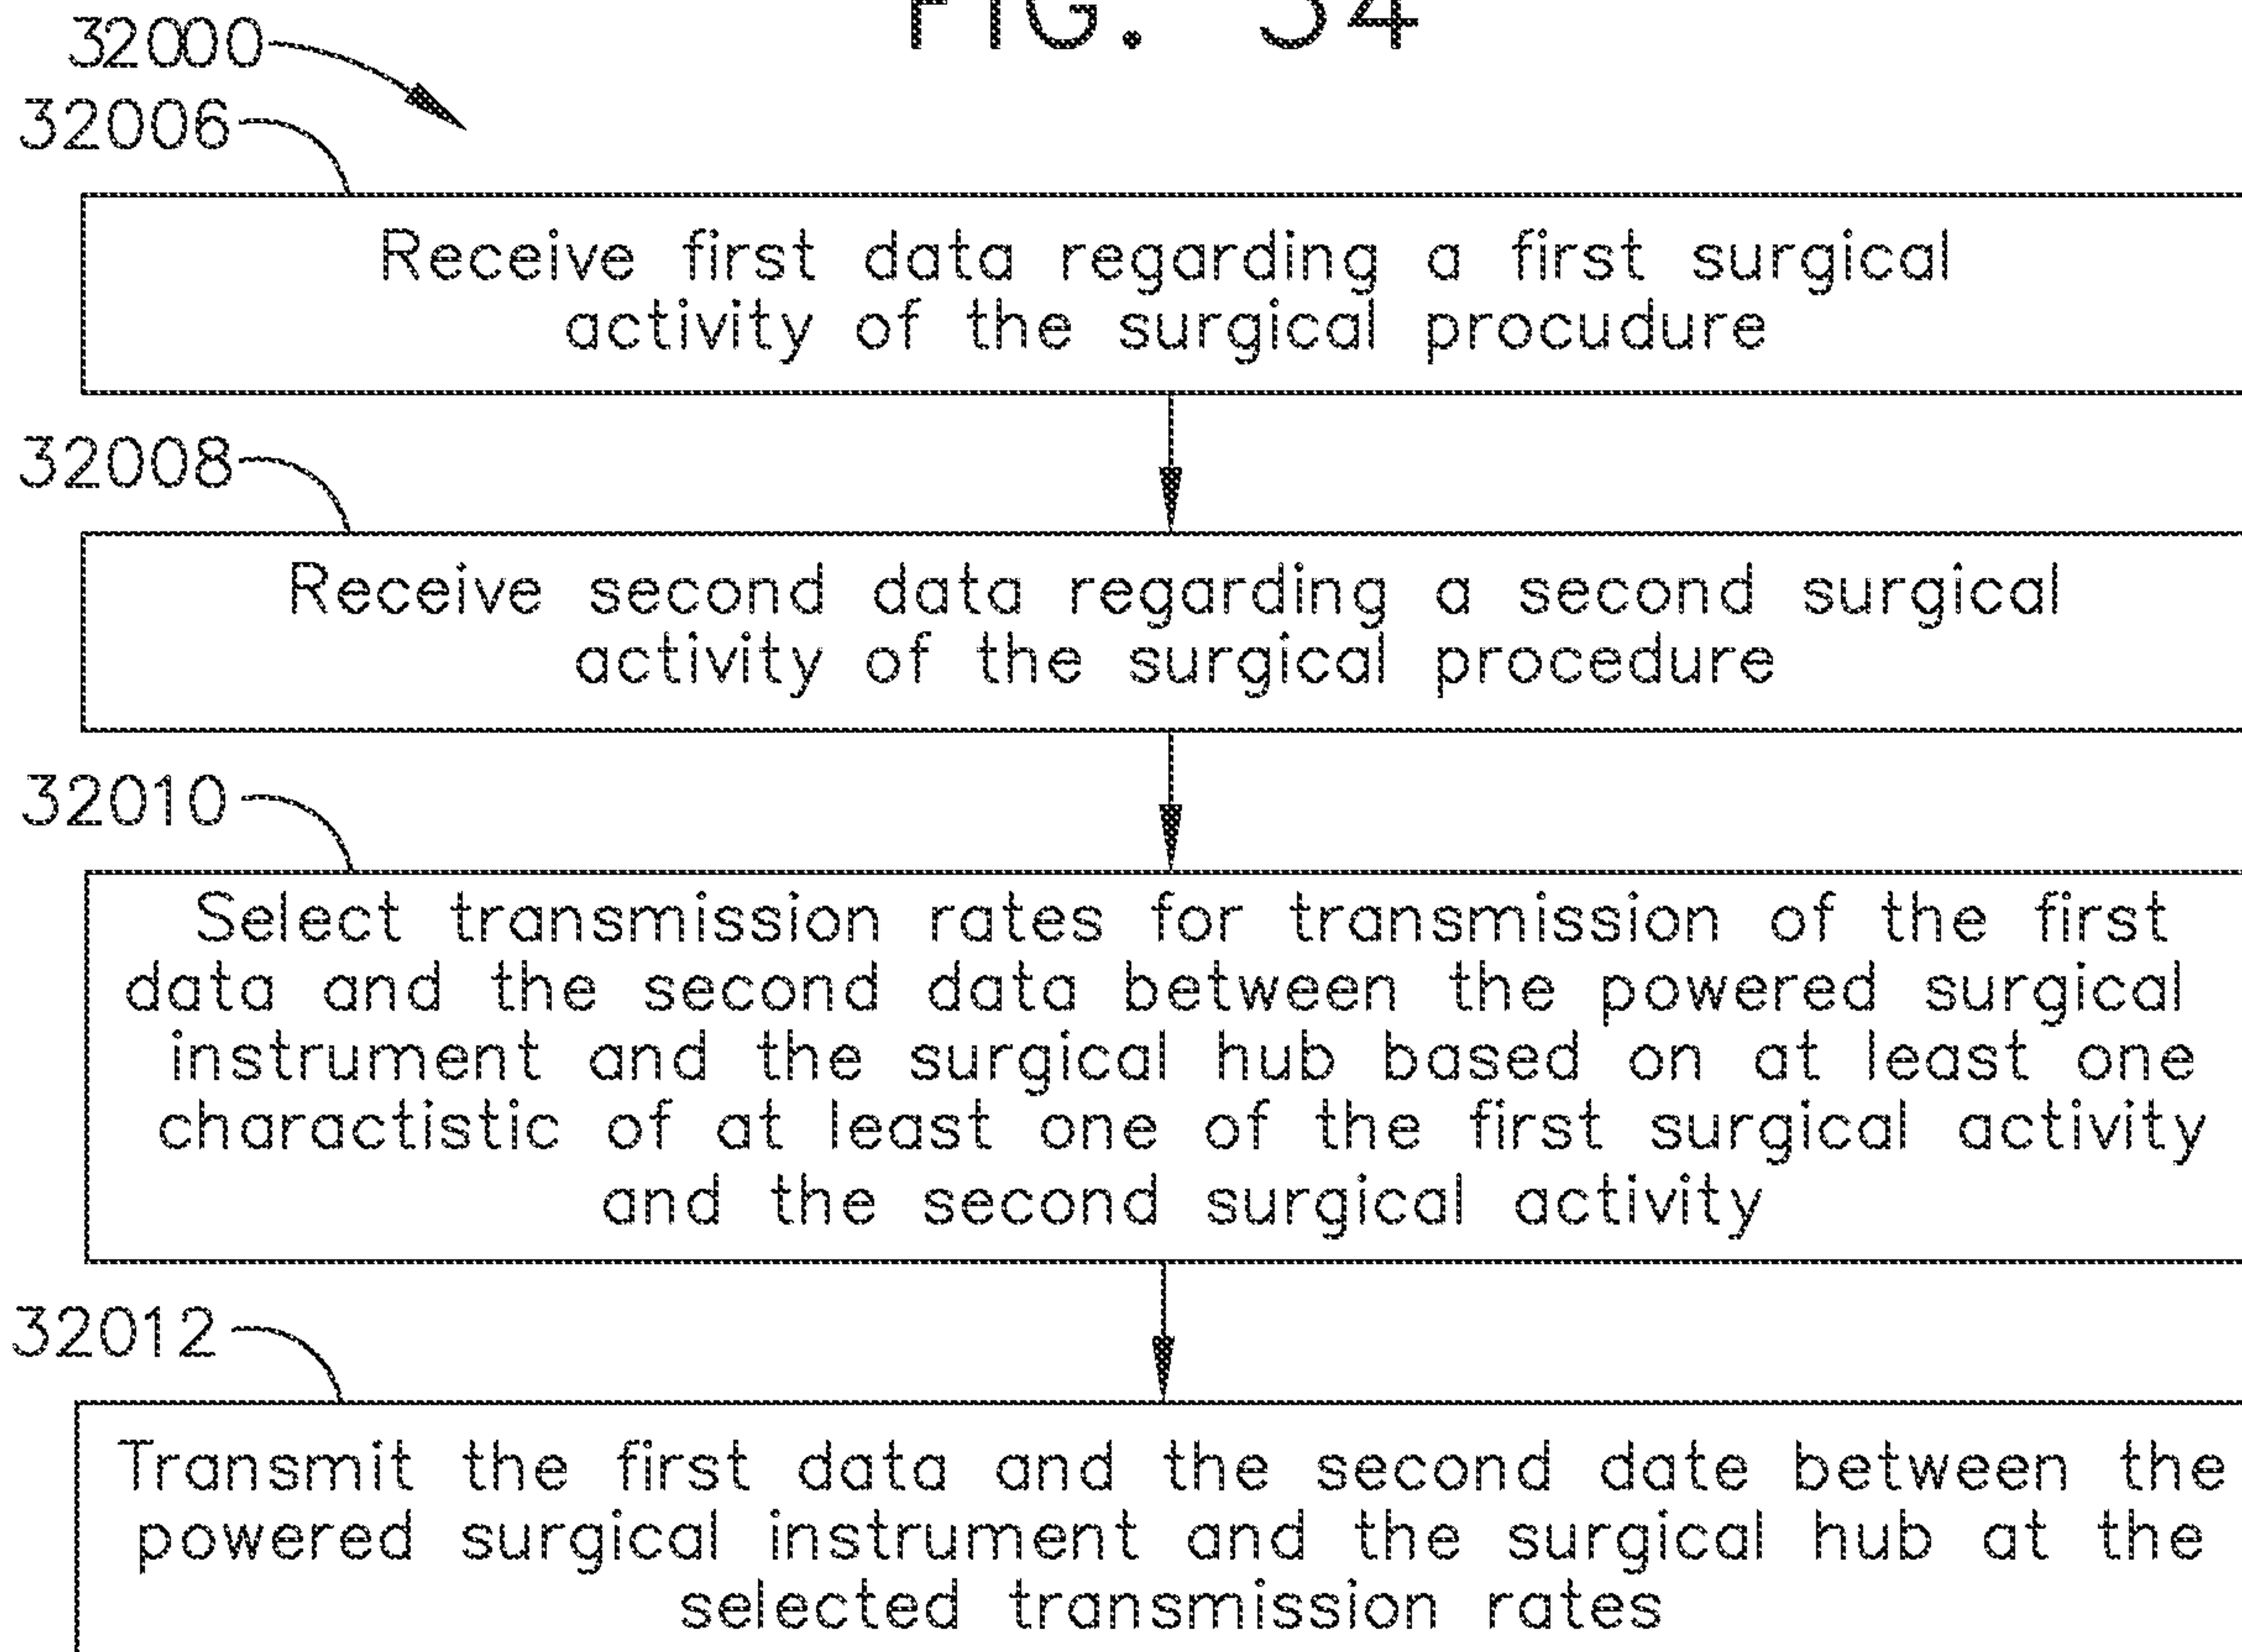 FIG. 34
32000
32006
Receive first data regarding a first surgical
activity of the surgical procudure
32008
Receive second data regarding a second surgical
activity of the surgical procedure
32010
Select transmission rates for transmission of the first
data and the second data between the powered surgical
instrument and the surgical hub based on at least one
charactistic of at least one of the first surgical activity
and the second surgical activity
32012
Transmit the first data and the second date between the
powered surgical instrument and the surgical hub at the
selected transmission rates